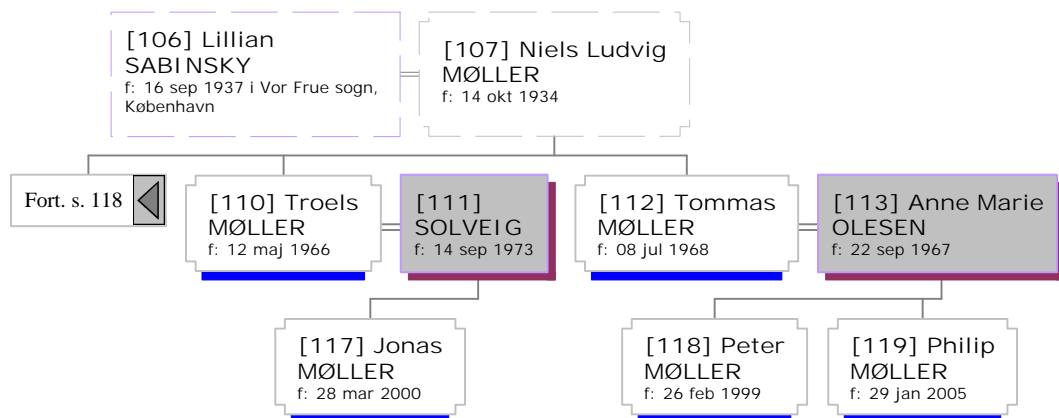 [106] Lillian
SABINSKY
f: 16 sep 1937 i Vor Frue sogn,
København
[107] Niels Ludvig
MØLLER
f: 14 okt 1934
Fort. s. 118
[110] Troels
MØLLER
f: 12 maj 1966
[111]
SOLVEIG
f: 14 sep 1973
[112] Tommas
MØLLER
f: 08 jul 1968
[113] Anne Marie
OLESEN
f: 22 sep 1967
[117] Jonas
MØLLER
f: 28 mar 2000
[118] Peter
MØLLER
f: 26 feb 1999
[119] Philip
MØLLER
f: 29 jan 2005